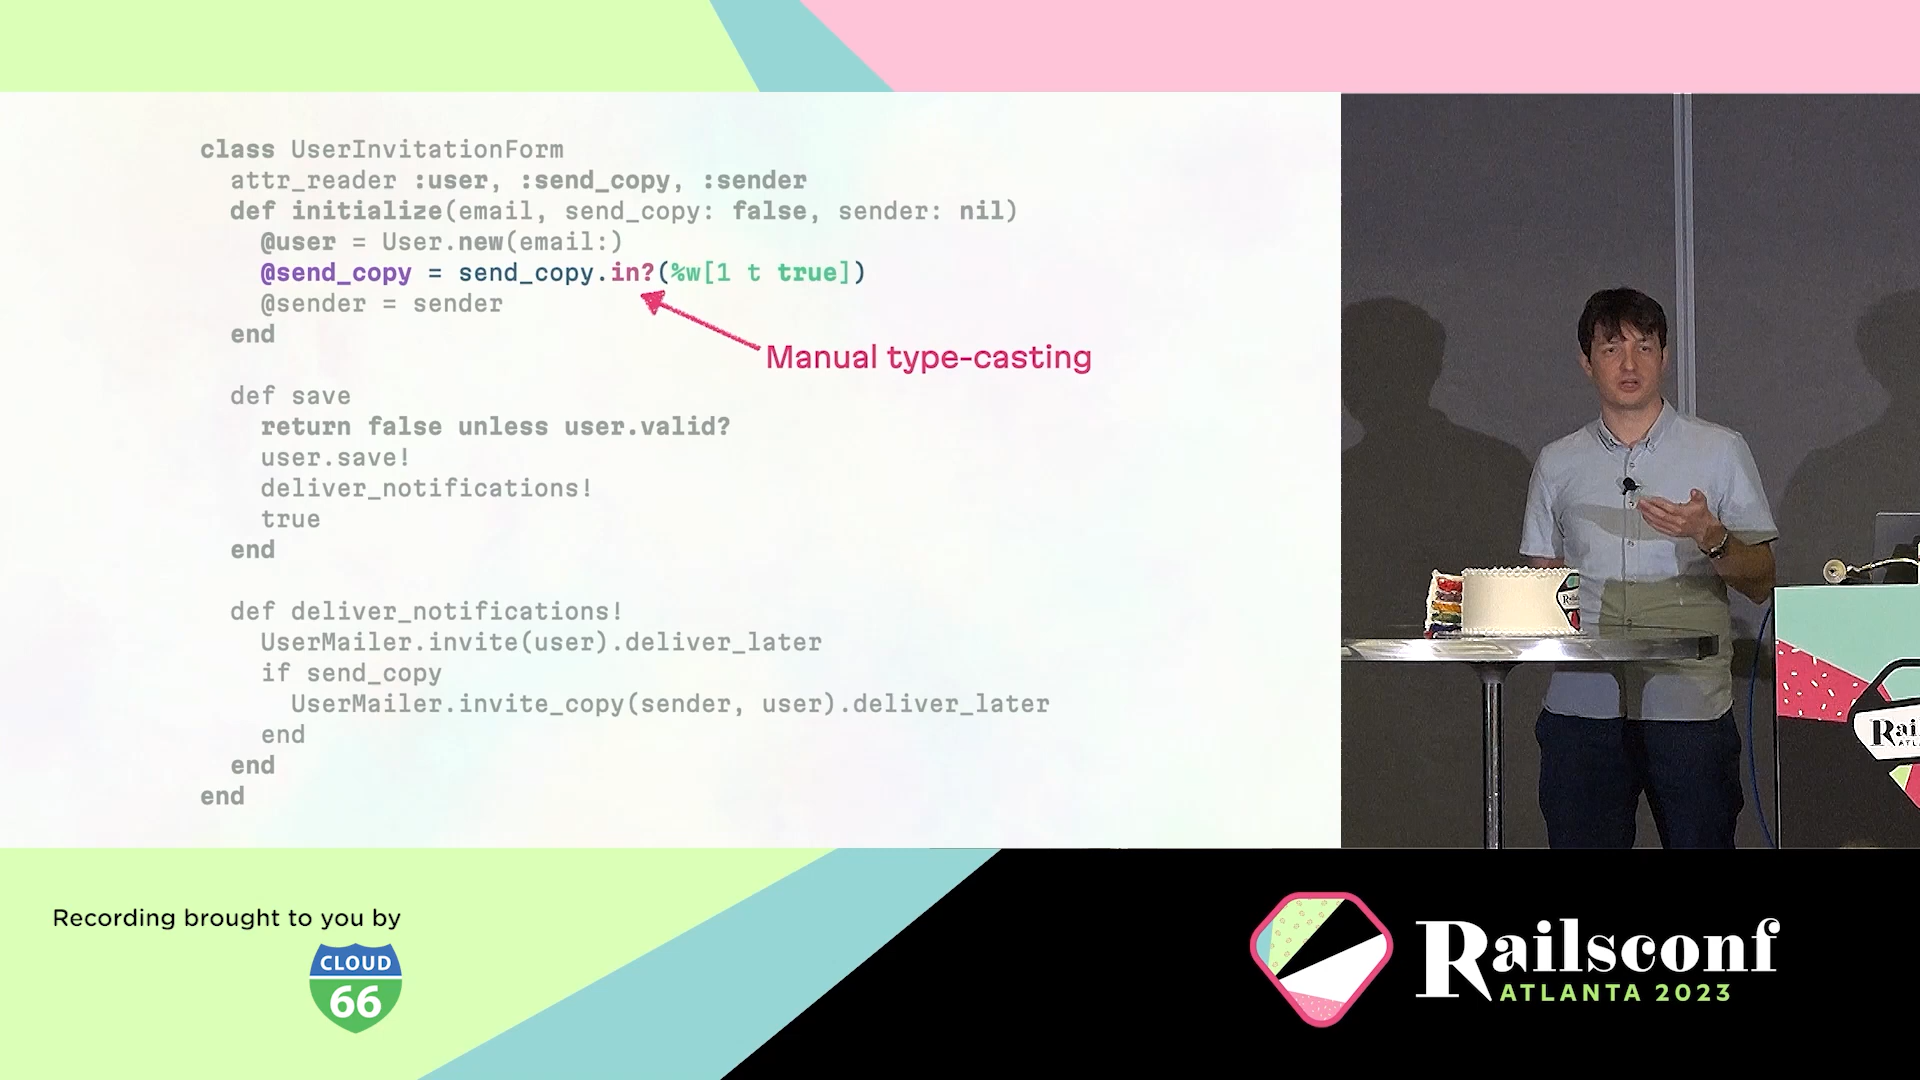 class UserInvitationForm
  attr_reader :user, :send_copy, :sender
  def initialize(email, send_copy: false, sender: nil)
    @user = User.new(email:)
    @send_copy = send_copy.in?(%w[1 t true])
    @sender = sender
  end
  def save
    return false unless user.valid?
    user.save!
    deliver_notifications!
    true
  end
  def deliver_notifications!
    UserMailer.invite(user).deliver_later
    if send_copy
      UserMailer.invite_copy(sender, user).deliver_later
    end
  end
end
Manual type-casting
Recording brought to you by
CLOUD
66
Railsconf
ATLANTA 2023